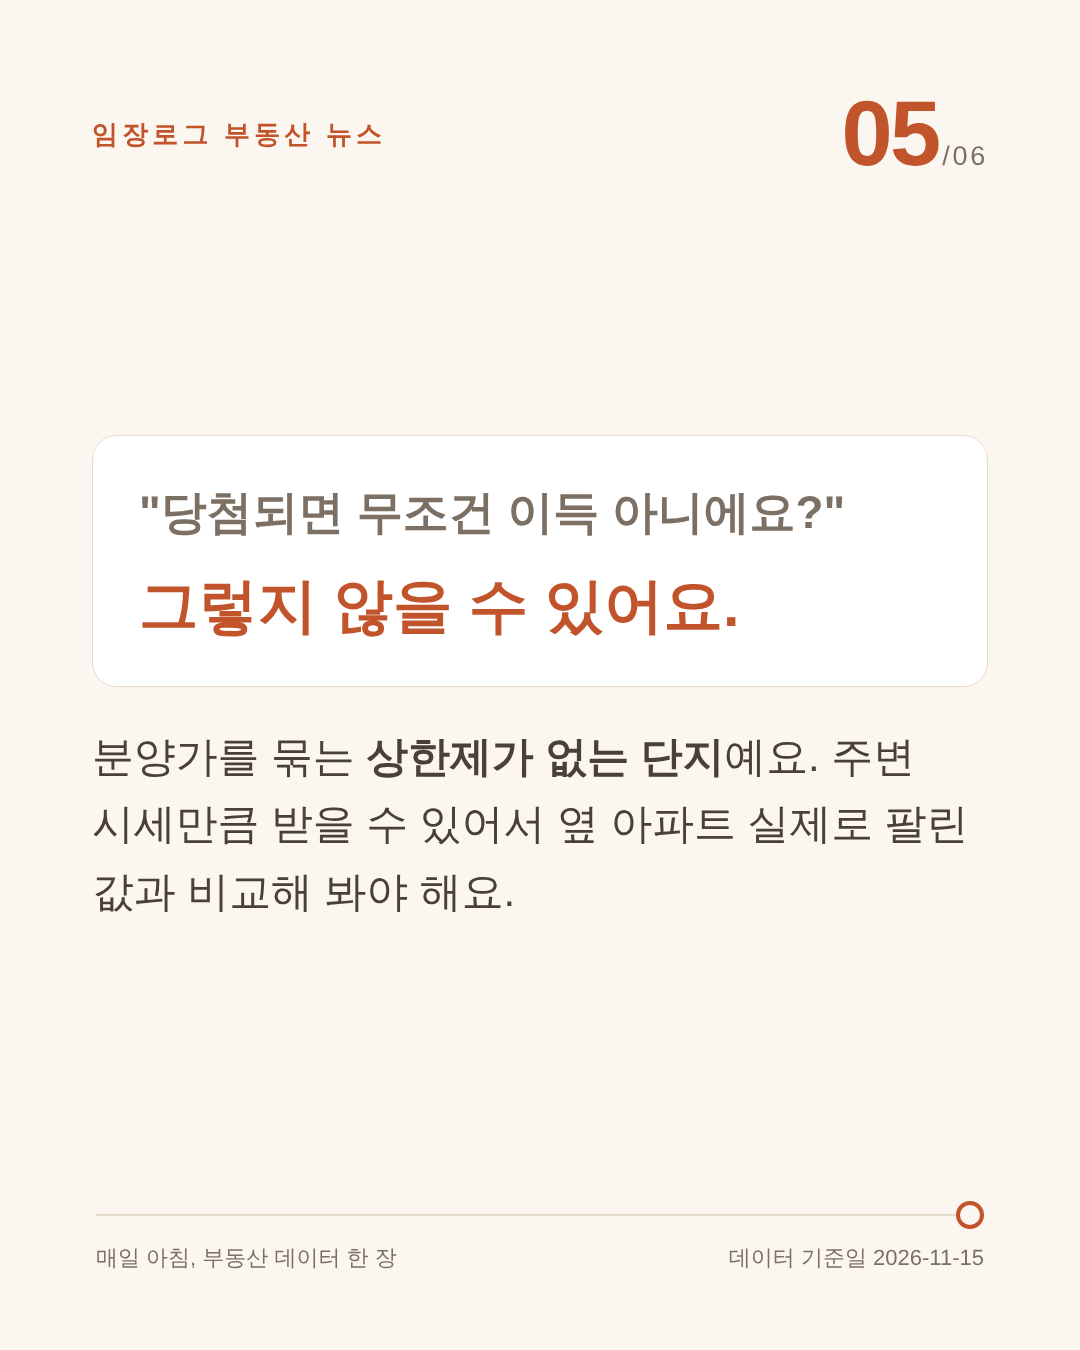 임장로그 부동산 뉴스
05/06
"당첨되면 무조건 이득 아니에요?"
그렇지 않을 수 있어요.
분양가를 묶는 상한제가 없는 단지예요. 주변
시세만큼 받을 수 있어서 옆 아파트 실제로 팔린
값과 비교해 봐야 해요.
매일 아침, 부동산 데이터 한 장
데이터 기준일 2026-11-15